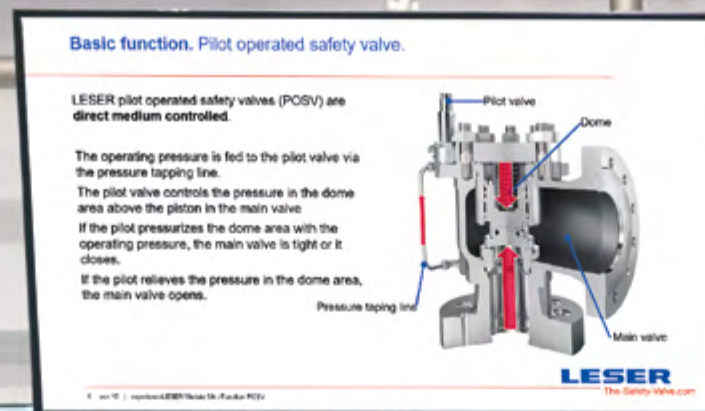 Basic function. Pilot operated safety valve.
LESER pilot operated safety valves (POSV) are
direct medium controlled.
The operating pressure is fed to the pilot valve via
the pressure tapping line.
The pilot valve controls the pressure in the dome
area above the piston in the main valve
If the pilot pressurizes the dome area with the
operating pressure, the main valve is tight or it
closes.
If the pilot relieves the pressure in the dome area,
the main valve opens.
Pilot valve
Dome
Pressure taping line
Main valve
LESER
The-Safety-Valve.com